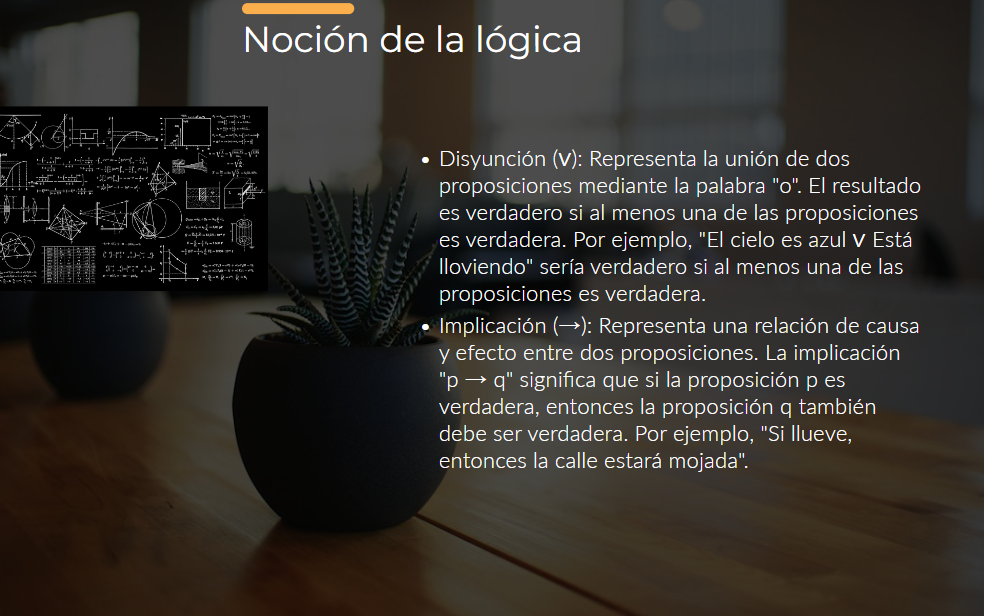 Noción de la lógica
• Disyunción (∨): Representa la unión de dos
proposiciones mediante la palabra "o". El resultado
es verdadero si al menos una de las proposiciones
es verdadera. Por ejemplo, "El cielo es azul ∨ Está
lloviendo" sería verdadero si al menos una de las
proposiciones es verdadera.
• Implicación (→): Representa una relación de causa
y efecto entre dos proposiciones. La implicación
"p → q" significa que si la proposición p es
verdadera, entonces la proposición q también
debe ser verdadera. Por ejemplo, "Si llueve,
entonces la calle estará mojada".